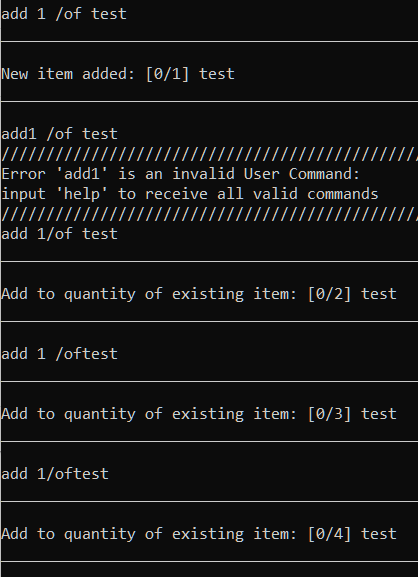 add 1 /of test
New item added: [0/1] test
add1 /of test
///////////////////////////////////////////////
Error 'add1' is an invalid User Command:
input 'help' to receive all valid commands
///////////////////////////////////////////////
add 1/of test
Add to quantity of existing item: [0/2] test
add 1 /oftest
Add to quantity of existing item: [0/3] test
add 1/oftest
Add to quantity of existing item: [0/4] test